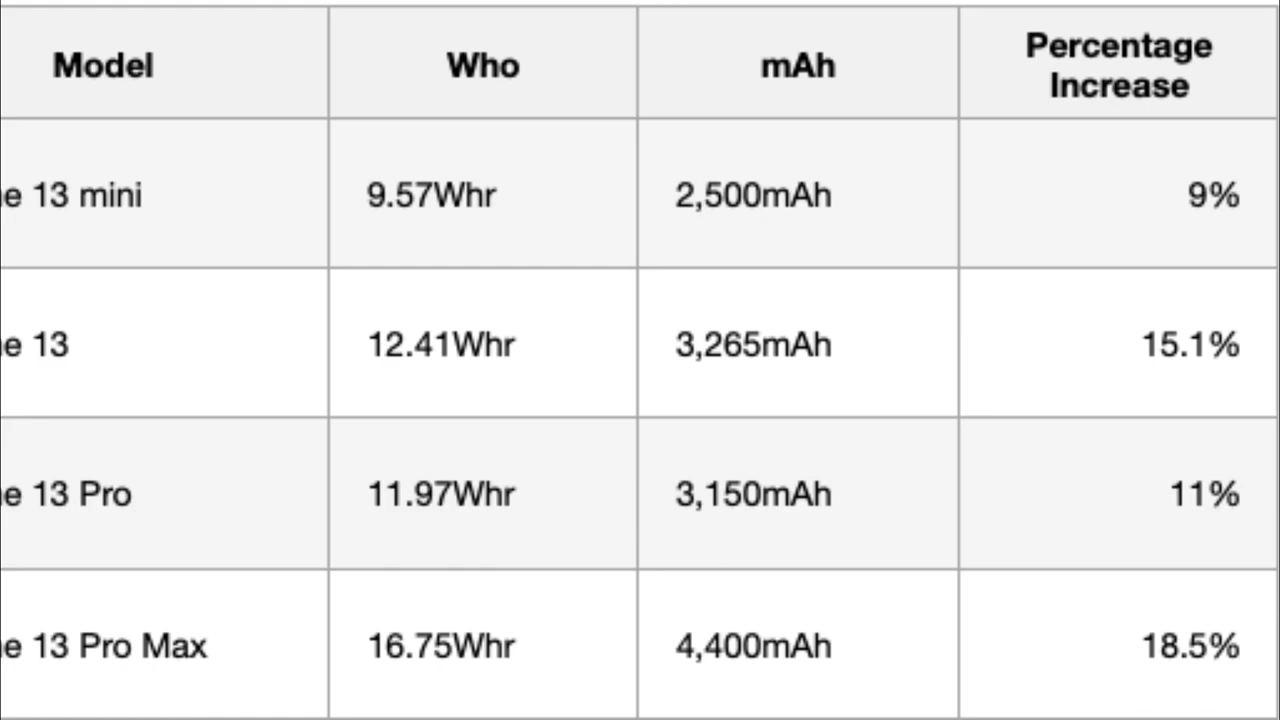 Model Who mAh Percentage
Increase
e 13 mini 9.57Whr 2,500mAh 9%
e 13 12.41Whr 3,265mAh 15.1%
e 13 Pro 11.97Whr 3,150mAh 11%
e 13 Pro Max 16.75Whr 4,400mAh 18.5%